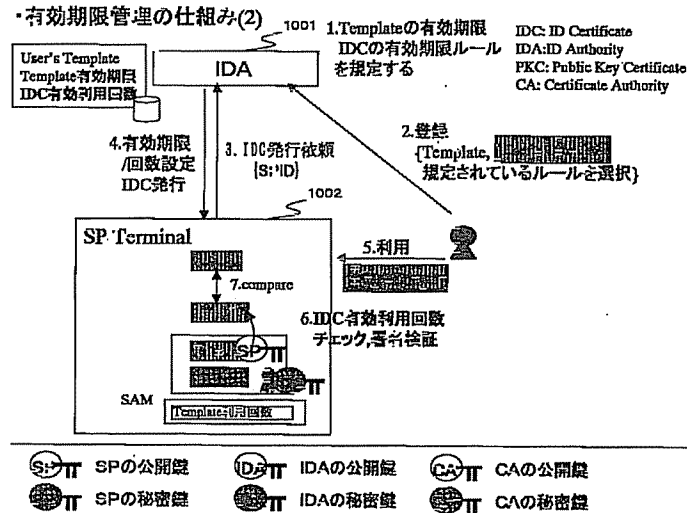 ・有効期限管理の仕組み(2)
1001
1.Templateの有効期限
IDCの有効期限ルール
を規定する
IDC: ID Certificate
IDA:ID Authority
PKC: Public Key Certificate
CA: Certificate Authority
User's Template
Template有効期限
IDC有効利用回数
IDA
4.有効期限
/回数設定
IDC発行
3. IDC発行依頼
2.登録
{Template,
規定されているルールを選択}
1002
SP Terminal
7.compare
5.利用
6.IDC有効利用回数
チェック,署名検証
SP
SAM
Template利用回数
SPの公開鍵
IDA
IDAの公開鍵
CA
CAの公開鍵
SPの秘密鍵
IDAの秘密鍵
CAの秘密鍵